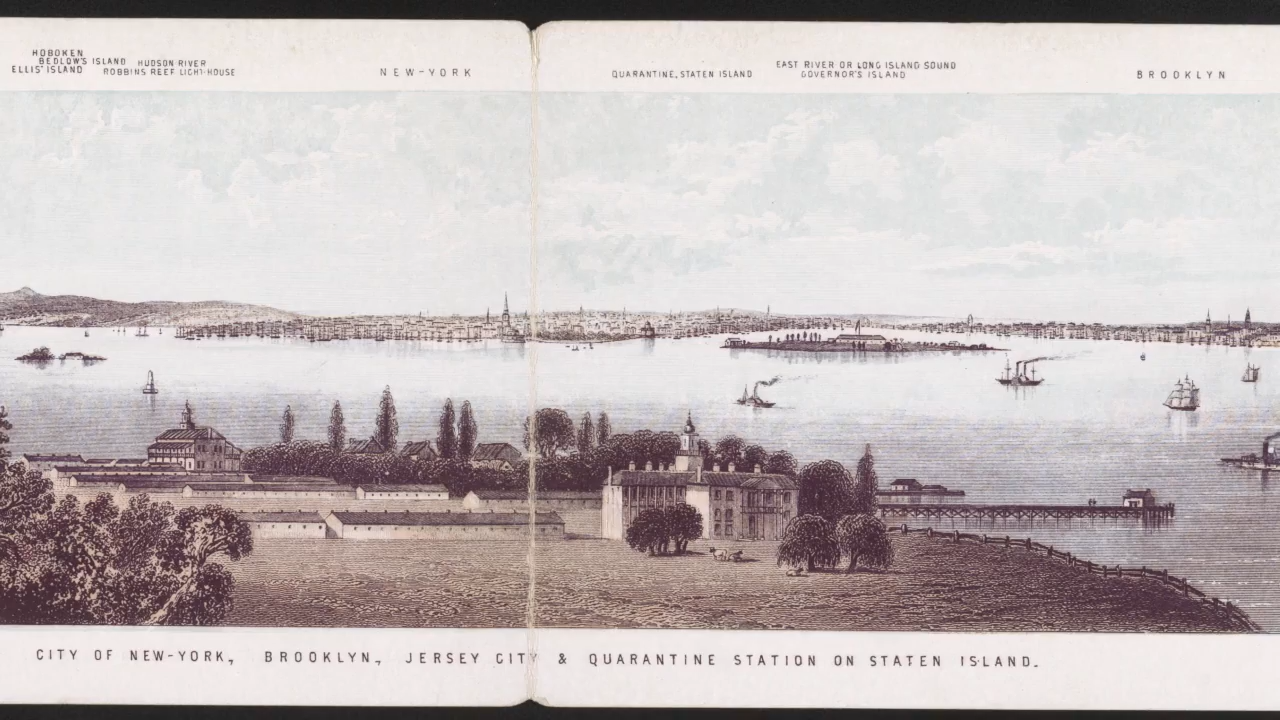 HOBOKEN
BEDLOW'S ISLAND HUDSON RIVER
ELLIS' ISLAND ROBBINS REEF LIGHT-HOUSE
NEW-YORK
QUARANTINE, STATEN ISLAND
EAST RIVER OR LONG ISLAND SOUND
GOVERNOR'S ISLAND
BROOKLYN
CITY OF NEW-YORK, BROOKLYN, JERSEY CITY & QUARANTINE STATION ON STATEN ISLAND.